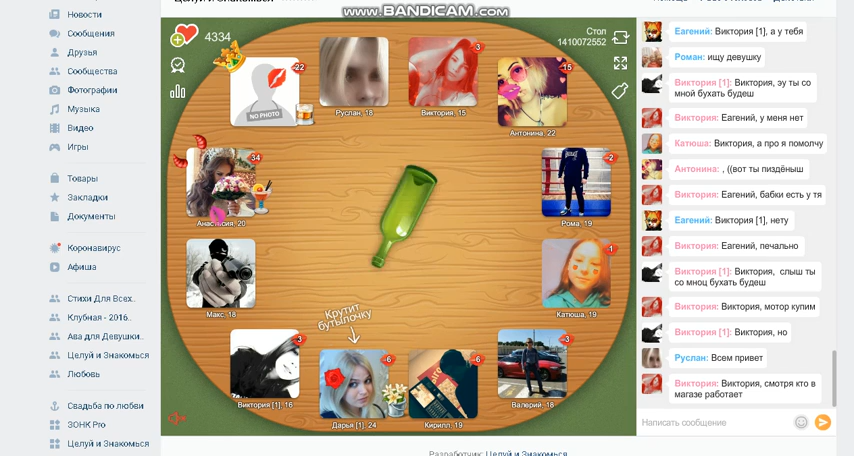 Целуй и Знакомься
www.BANDICAM.com
Новости
Сообщения
Друзья
Сообщества
Фотографии
Музыка
Видео
Игры
Товары
Закладки
Документы
Коронавирус
Афиша
Стихи Для Всех..
Клубная - 2016..
Ава для Девушки..
Целуй и Знакомься
Любовь
Свадьба по любви
ЗОНК Pro
Целуй и Знакомься
4334
Стол
1410072552
22
NO PHOTO
Руслан, 18
3
Виктория, 15
15
Антонина, 22
34
Анастасия, 20
2
Рома, 19
Макс, 18
1
Катюша, 19
Крутит
бутылочку
3
Виктория [1], 16
6
Дарья [1], 24
6
Кирилл, 19
3
Валерий, 18
Евгений: Виктория [1], а у тебя
Роман: ищу девушку
Виктория [1]: Виктория, эу ты со
мной бухать будеш
Виктория: Евгений, у меня нет
Катюша: Виктория, а про я помолчу
Антонина: , ((вот ты пиздёныш
Виктория: Евгений, бабки есть у тя
Евгений: Виктория [1], нету
Виктория: Евгений, печально
Виктория [1]: Виктория, слыш ты
со мноц бухать будеш
Виктория: Виктория, мотор купим
Виктория [1]: Виктория, но
Руслан: Всем привет
Виктория: Виктория, смотря кто в
магазе работает
Написать сообщение
Разработчик: Целуй и Знакомься